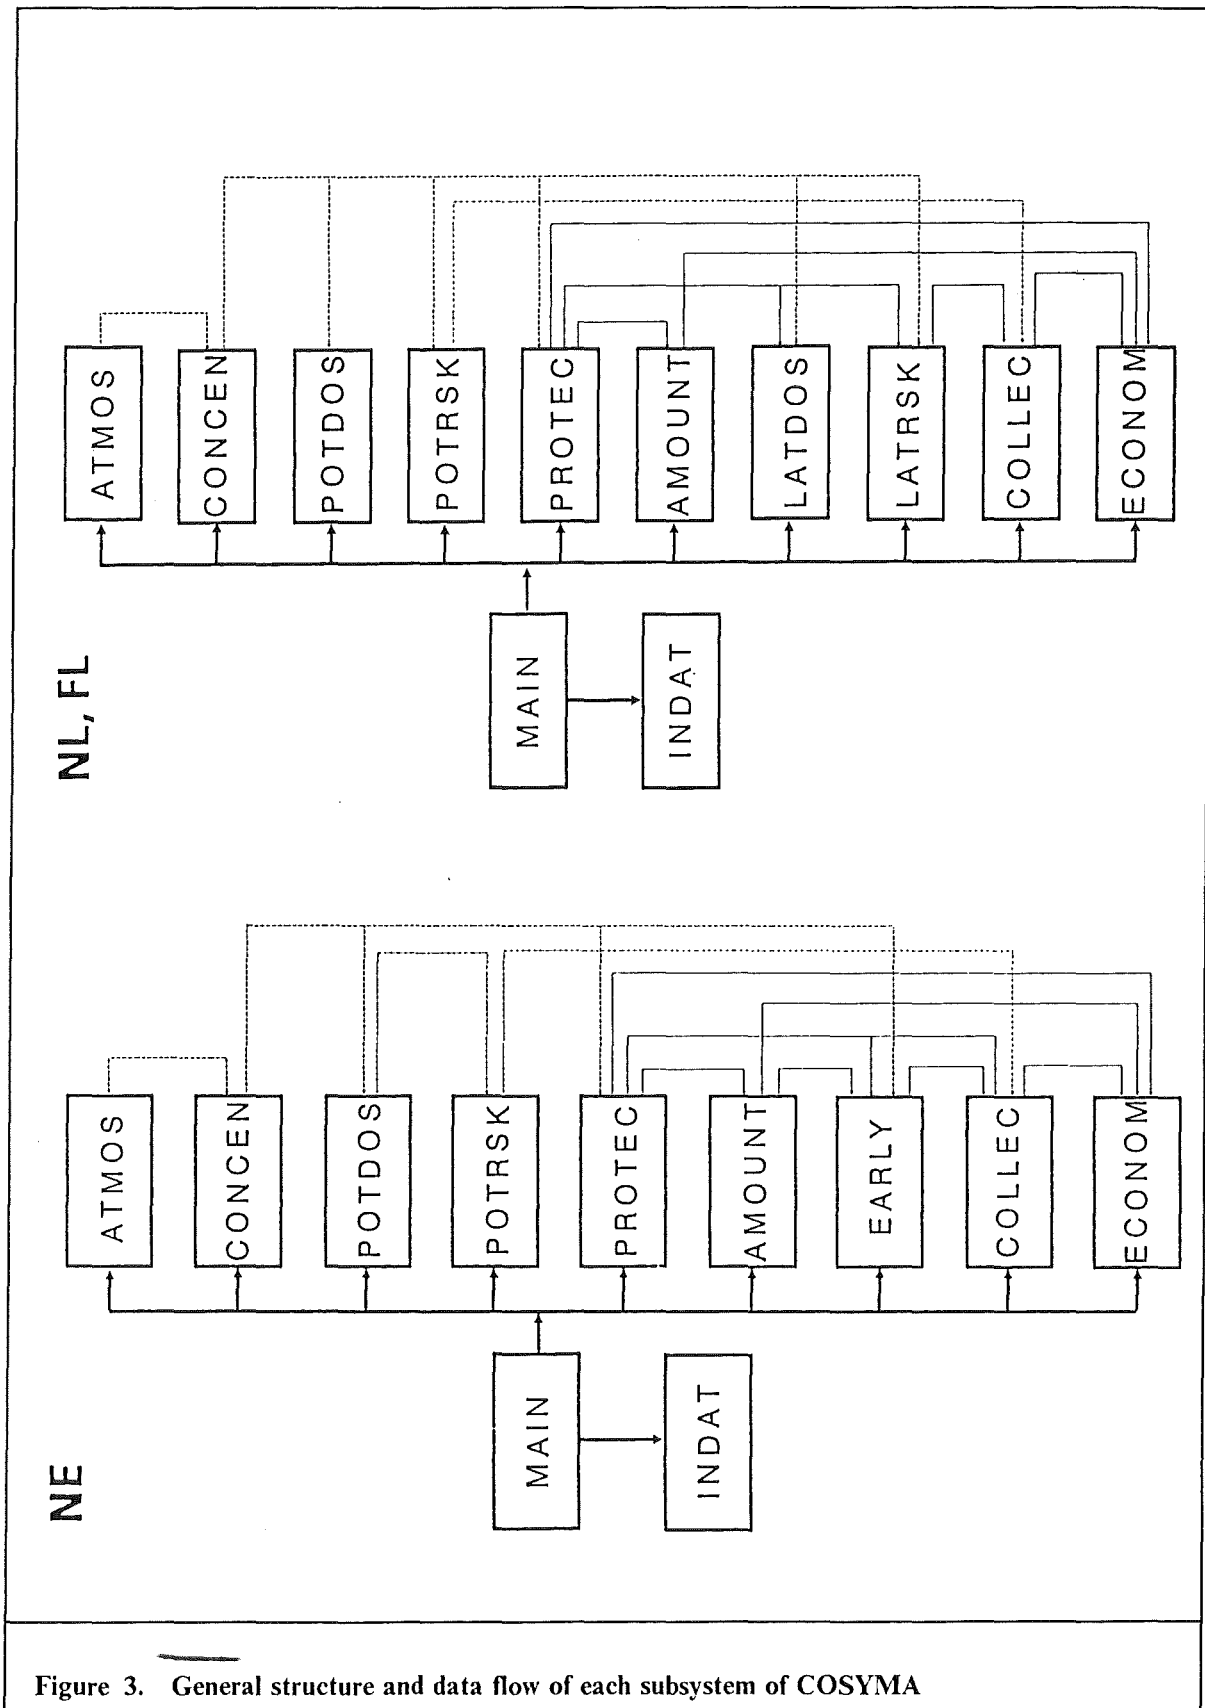 NL, FL
ATMOS
CONCEN
POTDOS
POTRSK
PROTEC
AMOUNT
LATDOS
LATRSK
COLLEC
ECONOM
MAIN
INDAT
NE
ATMOS
CONCEN
POTDOS
POTRSK
PROTEC
AMOUNT
EARLY
COLLEC
ECONOM
MAIN
INDAT
Figure 3. General structure and data flow of each subsystem of COSYMA